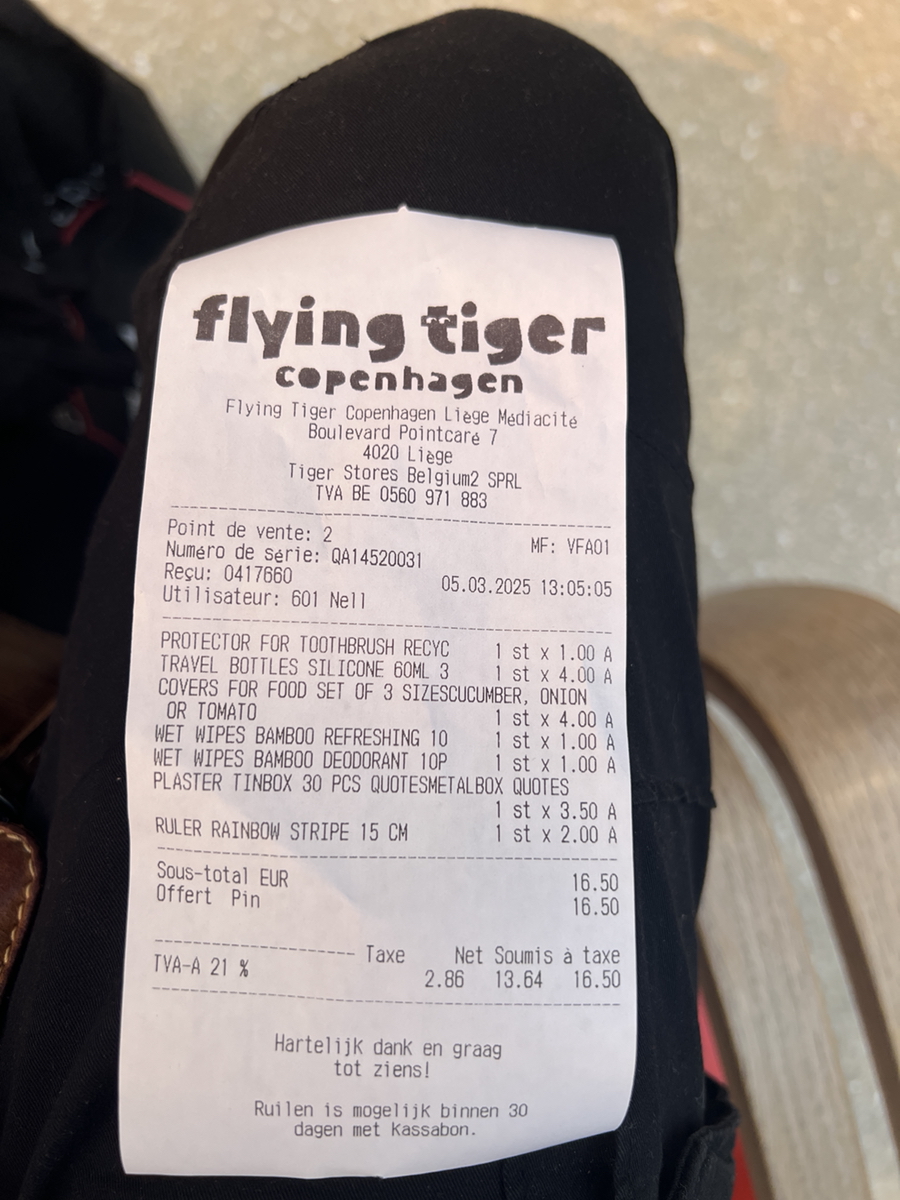 flying tiger
copenhagen
Flying Tiger Copenhagen Liège Médiacité
Boulevard Pointcaré 7
4020 Liège
Tiger Stores Belgium2 SPRL
TVA BE 0560 971 883
Point de vente: 2 MF: VFA01
Numéro de série: QA14520031
Reçu: 0417660 05.03.2025 13:05:05
Utilisateur: 601 Nell
PROTECTOR FOR TOOTHBRUSH RECYC 1 st x 1.00 A
TRAVEL BOTTLES SILICONE 60ML 3 1 st x 4.00 A
COVERS FOR FOOD SET OF 3 SIZESCUCUMBER, ONION
OR TOMATO 1 st x 4.00 A
WET WIPES BAMBOO REFRESHING 10 1 st x 1.00 A
WET WIPES BAMBOO DEODORANT 10P 1 st x 1.00 A
PLASTER TINBOX 30 PCS QUOTESMETALBOX QUOTES
1 st x 3.50 A
RULER RAINBOW STRIPE 15 CM 1 st x 2.00 A
Sous-total EUR 16.50
Offert Pin 16.50
Taxe Net Soumis à taxe
TVA-A 21 % 2.86 13.64 16.50
Hartelijk dank en graag
tot ziens!
Ruilen is mogelijk binnen 30
dagen met Kassabon.